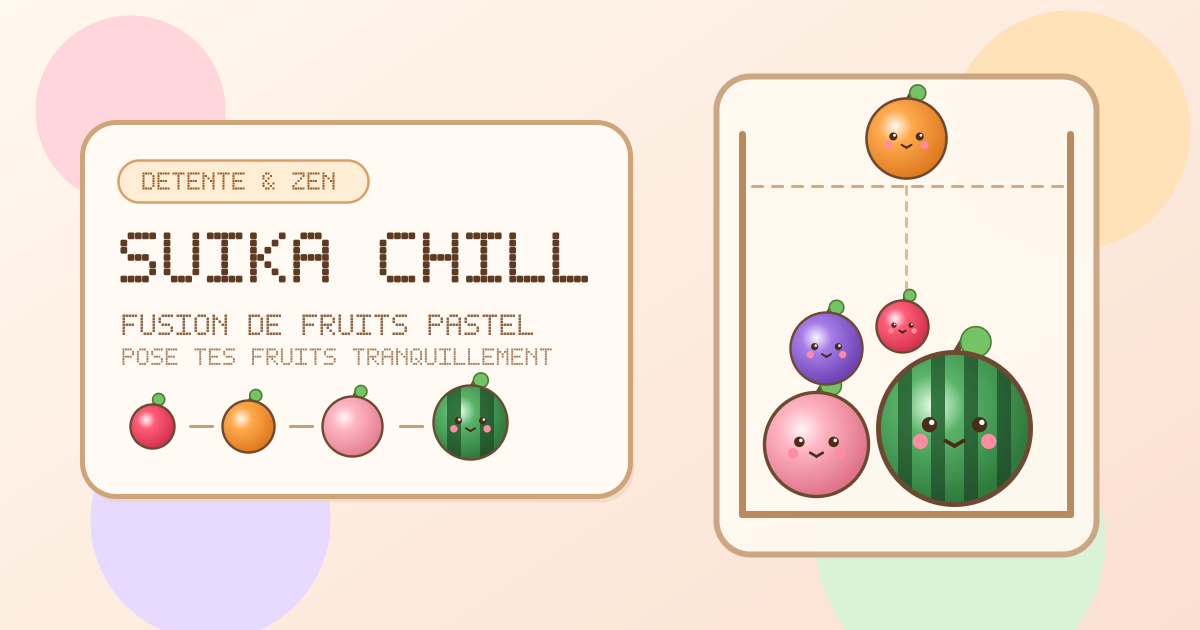 DETENTE & ZEN
SUIKA CHILL
FUSION DE FRUITS PASTEL
POSE TES FRUITS TRANQUILLEMENT